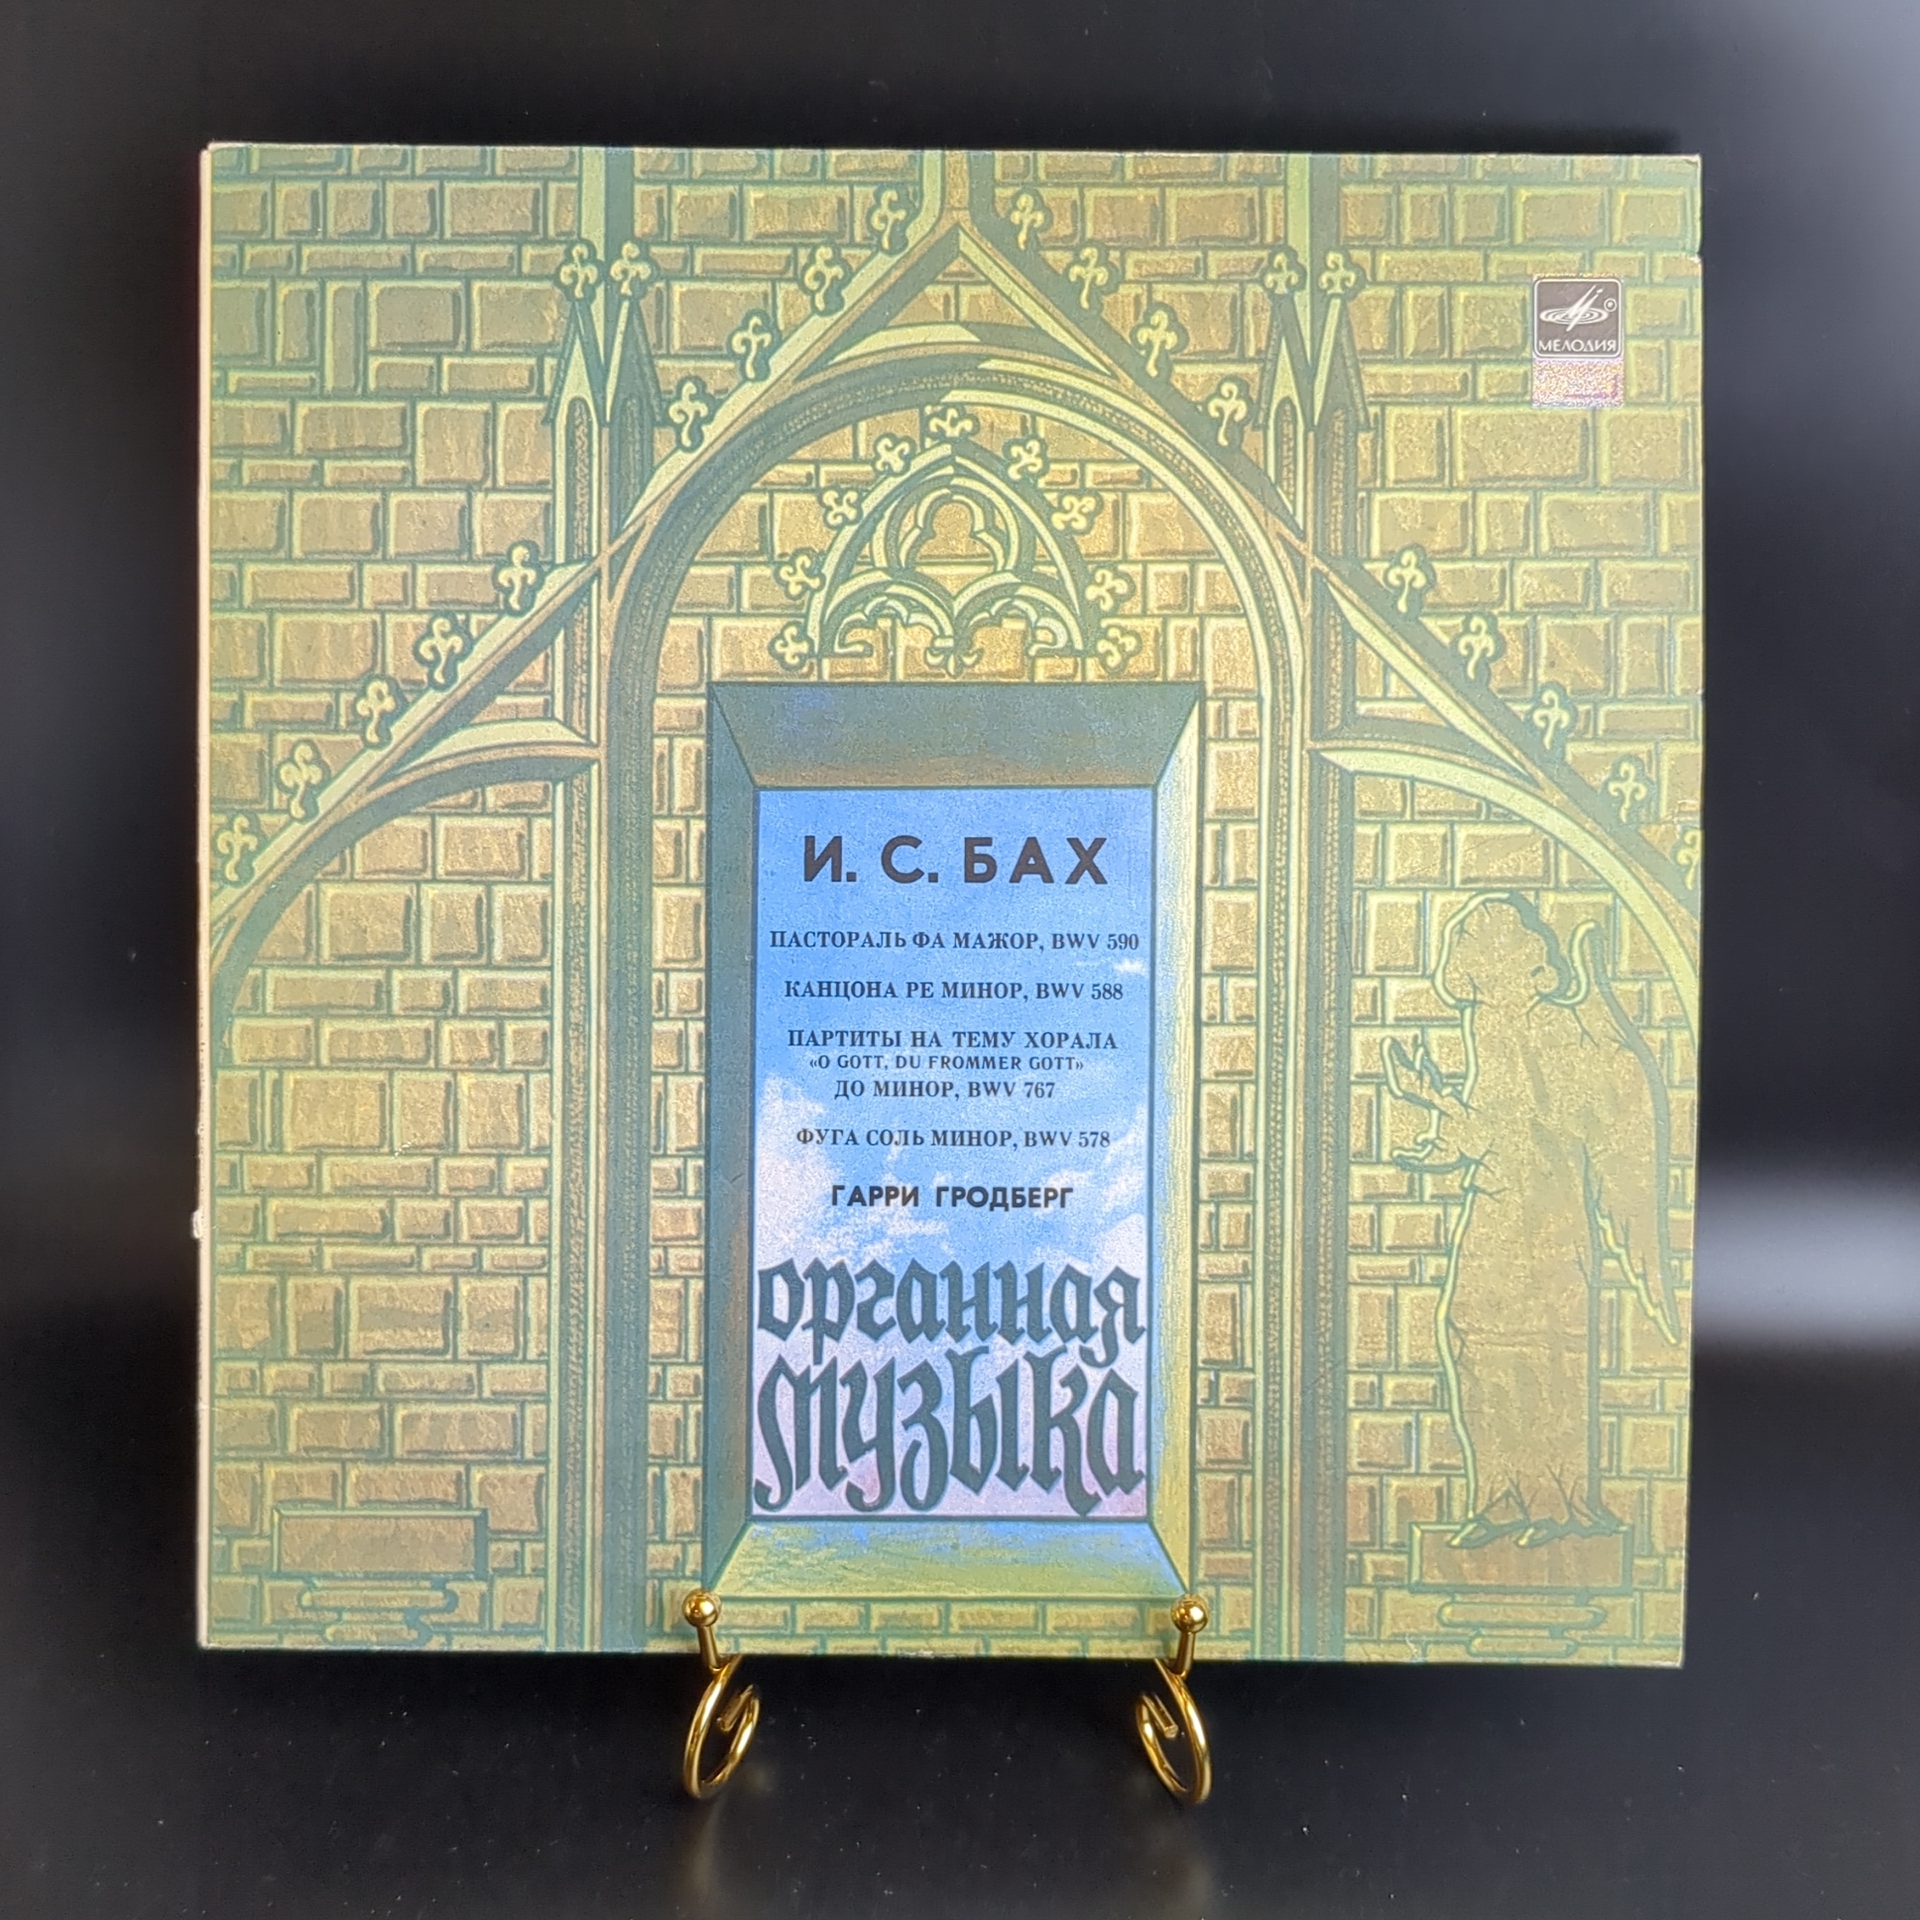 МЕЛОДИЯ
И. С. БАХ
ПАСТОРАЛЬ ФА МАЖОР, BWV 590
КАНЦОНА РЕ МИНОР, BWV 588
ПАРТИТЫ НА ТЕМУ ХОРАЛА
«O GOTT, DU FROMMER GOTT»
ДО МИНОР, BWV 767
ФУГА СОЛЬ МИНОР, BWV 578
ГАРРИ ГРОДБЕРГ
органная
музыка